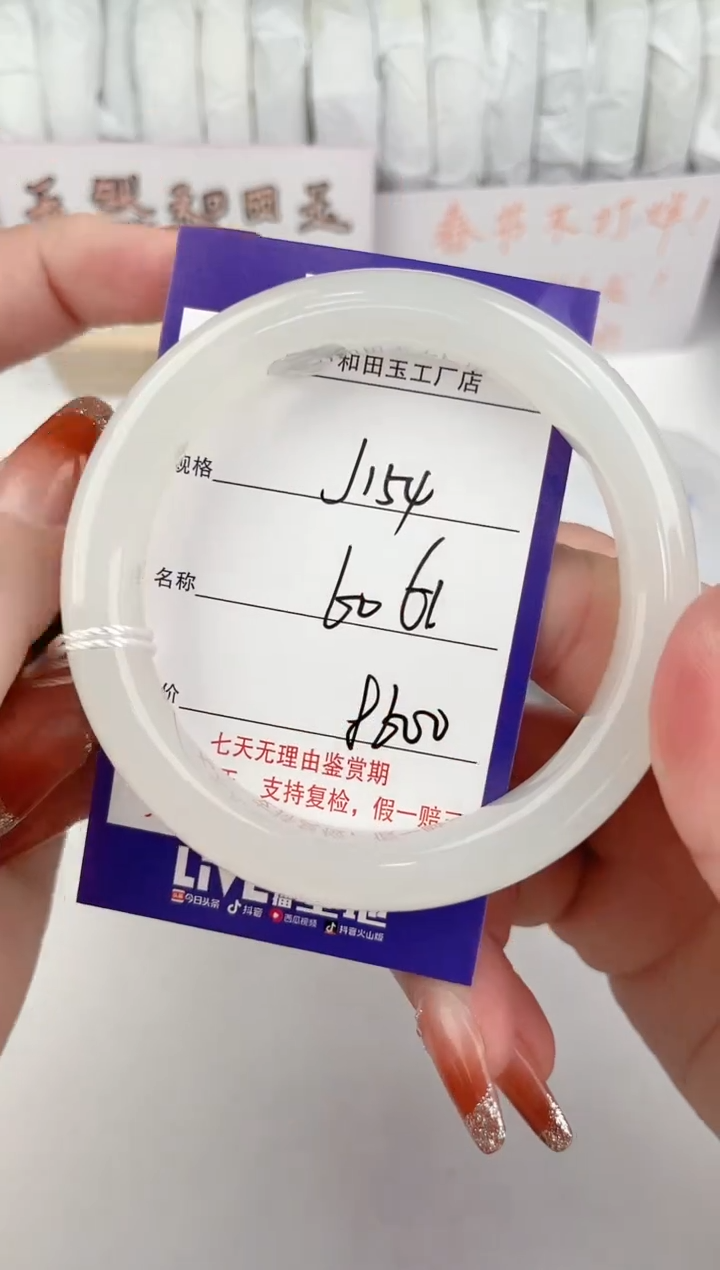 和田玉
春节不打烊！
和田玉工厂店
规格 J154
名称 60 61
价 8600
七天无理由鉴赏期
支持复检，假一赔三
LiVE
今日头条 抖音 西瓜视频 抖音火山版